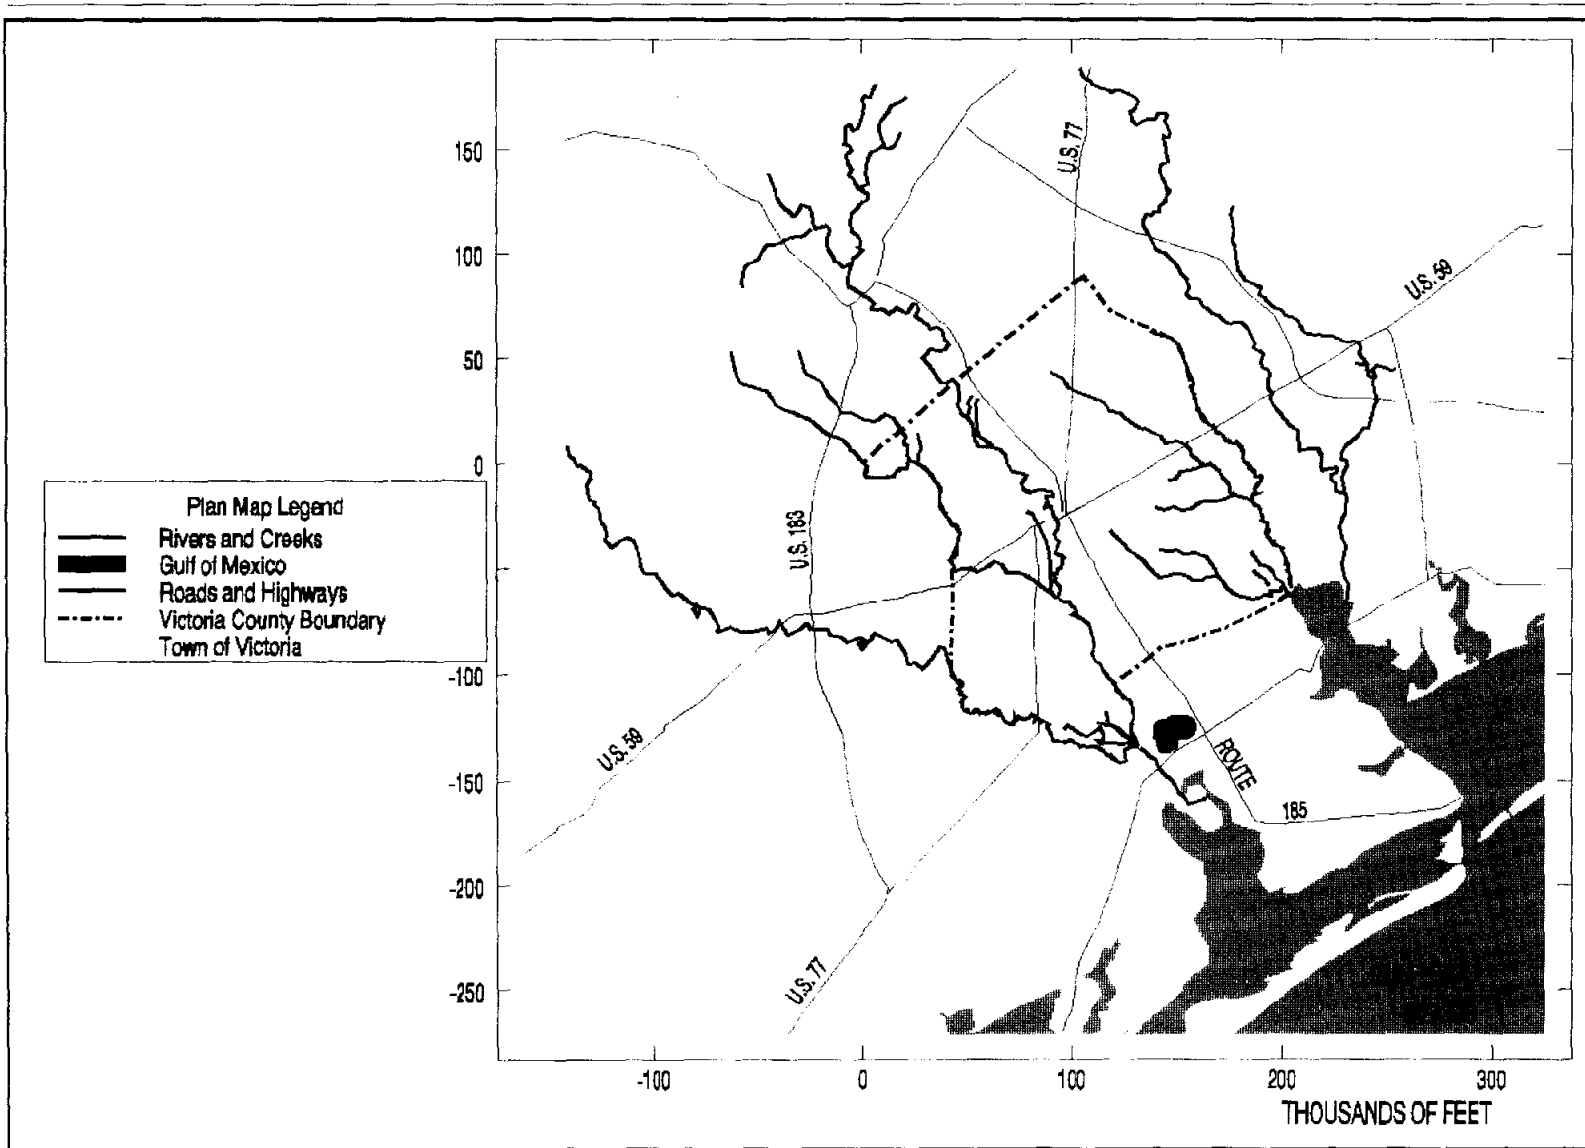 150
100
50
0
-100
-150
-200
-250
U.S. 77
U.S. 59
U.S. 183
Plan Map Legend
Rivers and Creeks
Gulf of Mexico
Roads and Highways
Victoria County Boundary
Town of Victoria
U.S. 59
ROUTE
185
U.S. 77
-100
0
100
200
300
THOUSANDS OF FEET